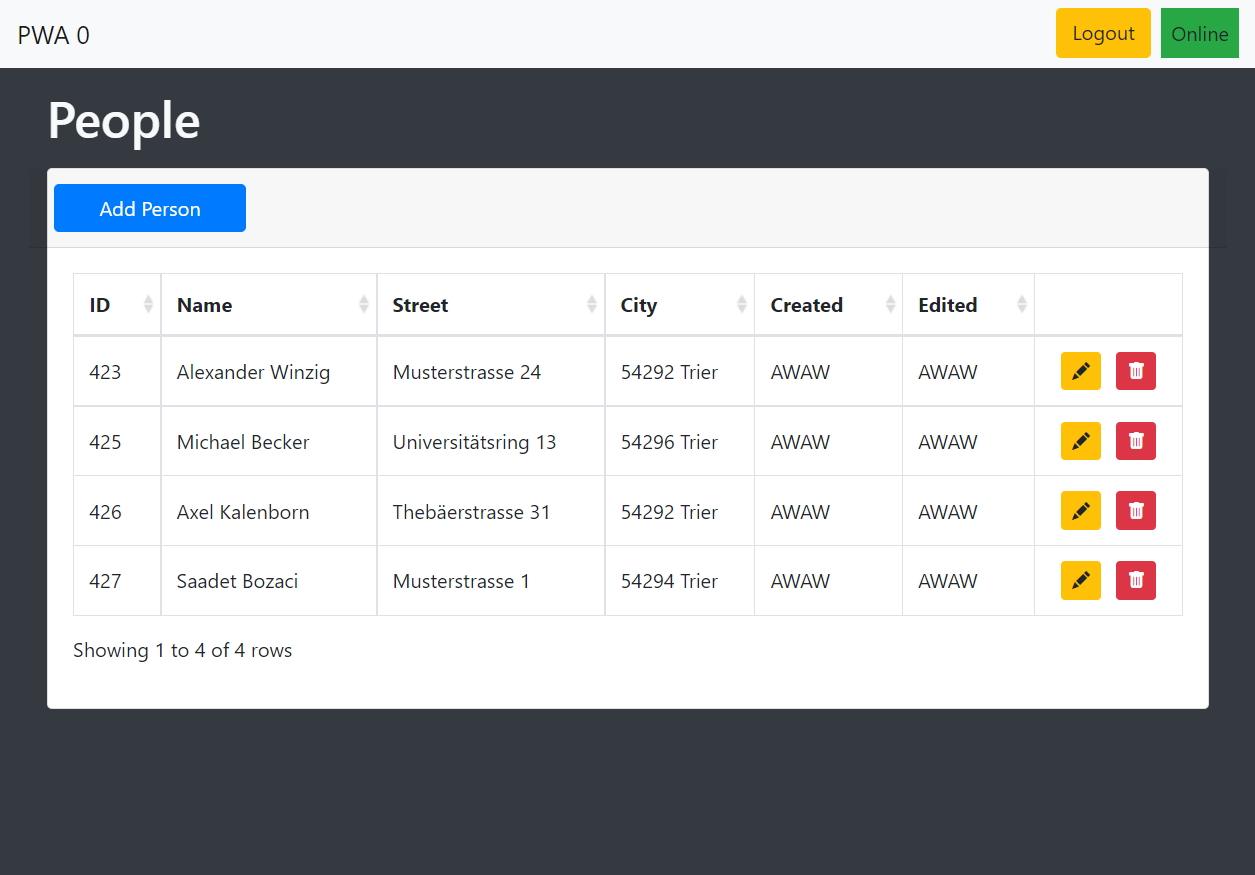 PWA 0 Logout Online
People
Add Person
ID Name Street City Created Edited
423 Alexander Winzig Musterstrasse 24 54292 Trier AWAW AWAW
425 Michael Becker Universitätsring 13 54296 Trier AWAW AWAW
426 Axel Kalenborn Thebäerstrasse 31 54292 Trier AWAW AWAW
427 Saadet Bozaci Musterstrasse 1 54294 Trier AWAW AWAW
Showing 1 to 4 of 4 rows